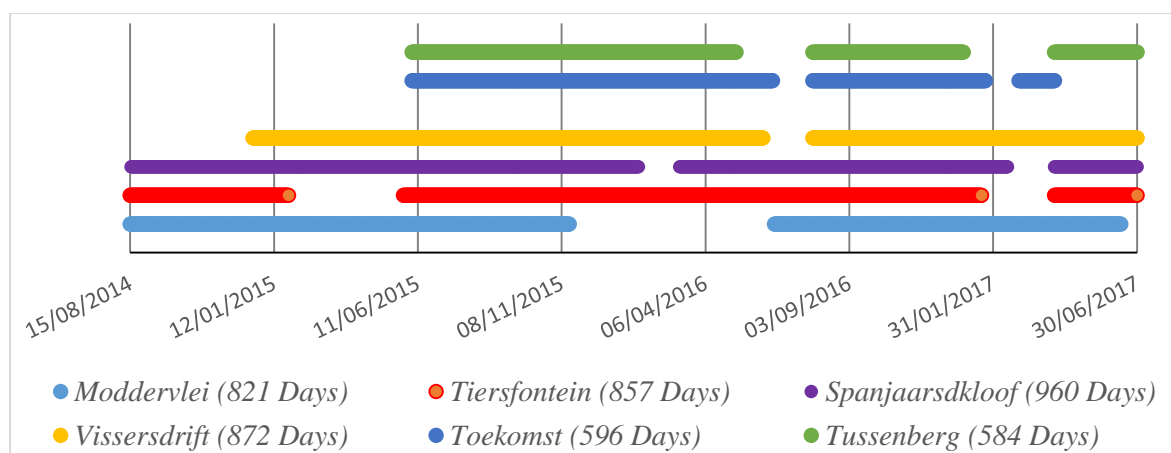 15/08/2014 12/01/2015 11/06/2015 08/11/2015 06/04/2016 03/09/2016 31/01/2017 30/06/2017
Moddervlei (821 Days) Tiersfontein (857 Days) Spanjaarsdkloof (960 Days)
Vissersdrift (872 Days) Toekomst (596 Days) Tussenberg (584 Days)